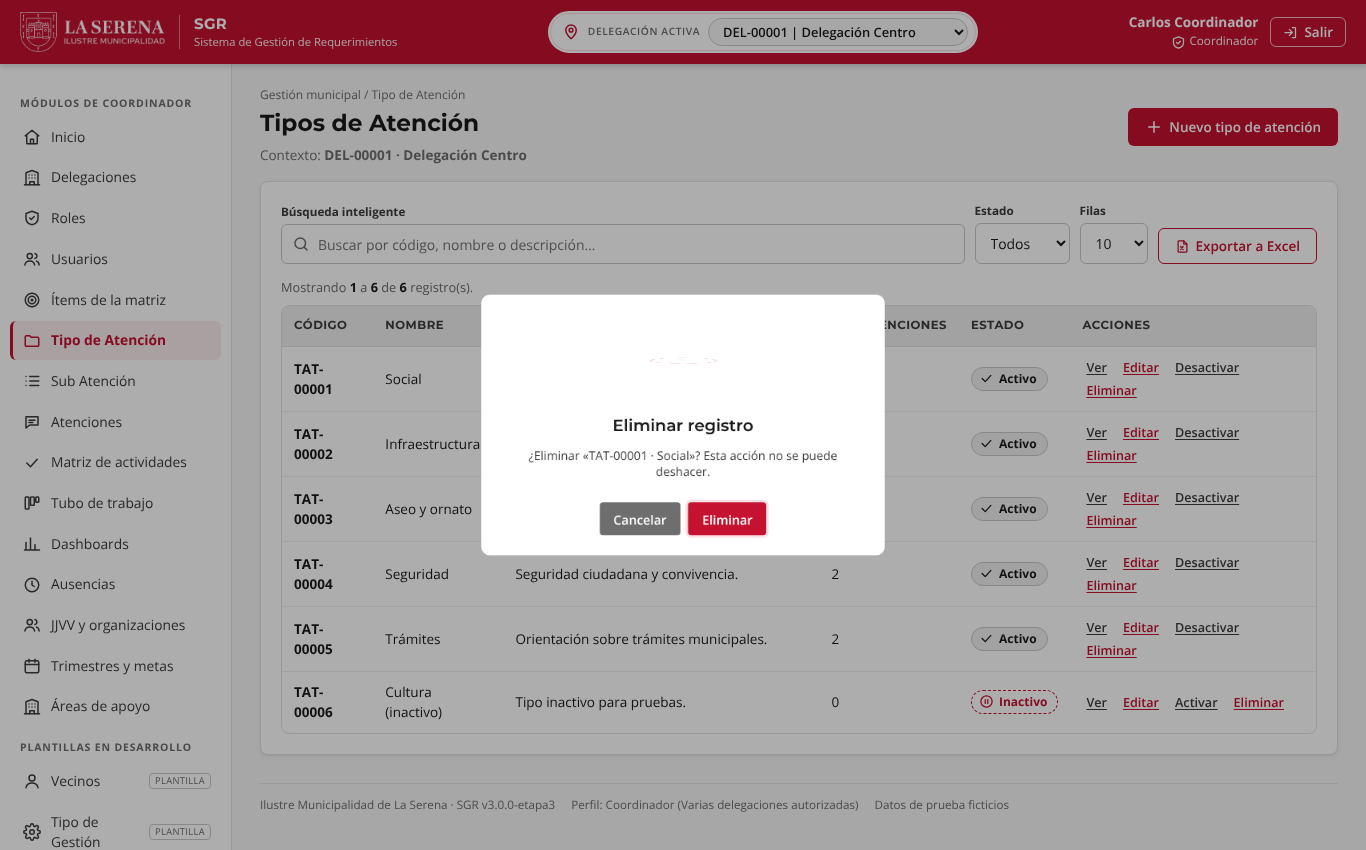 LA SERENA
ILUSTRE MUNICIPALIDAD
SGR
Sistema de Gestión de Requerimientos
DELEGACIÓN ACTIVA
DEL-00001 | Delegación Centro
Carlos Coordinador
Coordinador
Salir
MÓDULOS DE COORDINADOR
Inicio
Delegaciones
Roles
Usuarios
Ítems de la matriz
Tipo de Atención
Sub Atención
Atenciones
Matriz de actividades
Tubo de trabajo
Dashboards
Ausencias
JJVV y organizaciones
Trimestres y metas
Áreas de apoyo
PLANTILLAS EN DESARROLLO
Vecinos PLANTILLA
Tipo de
Gestión PLANTILLA
Gestión municipal / Tipo de Atención
Tipos de Atención
Contexto: DEL-00001 · Delegación Centro
Nuevo tipo de atención
Búsqueda inteligente
Buscar por código, nombre o descripción...
Estado
Todos
Filas
10
Exportar a Excel
Mostrando 1 a 6 de 6 registro(s).
CÓDIGO NOMBRE ENCIONES ESTADO ACCIONES
TAT-
00001 Social Activo Ver Editar Desactivar
Eliminar
TAT-
00002 Infraestructura Activo Ver Editar Desactivar
Eliminar
TAT-
00003 Aseo y ornato Activo Ver Editar Desactivar
Eliminar
TAT-
00004 Seguridad Seguridad ciudadana y convivencia. 2 Activo Ver Editar Desactivar
Eliminar
TAT-
00005 Trámites Orientación sobre trámites municipales. 2 Activo Ver Editar Desactivar
Eliminar
TAT-
00006 Cultura
(inactivo) Tipo inactivo para pruebas. 0 Inactivo Ver Editar Activar Eliminar
Eliminar registro
¿Eliminar «TAT-00001 · Social»? Esta acción no se puede
deshacer.
Cancelar
Eliminar
Ilustre Municipalidad de La Serena · SGR v3.0.0-etapa3 Perfil: Coordinador (Varias delegaciones autorizadas) Datos de prueba ficticios